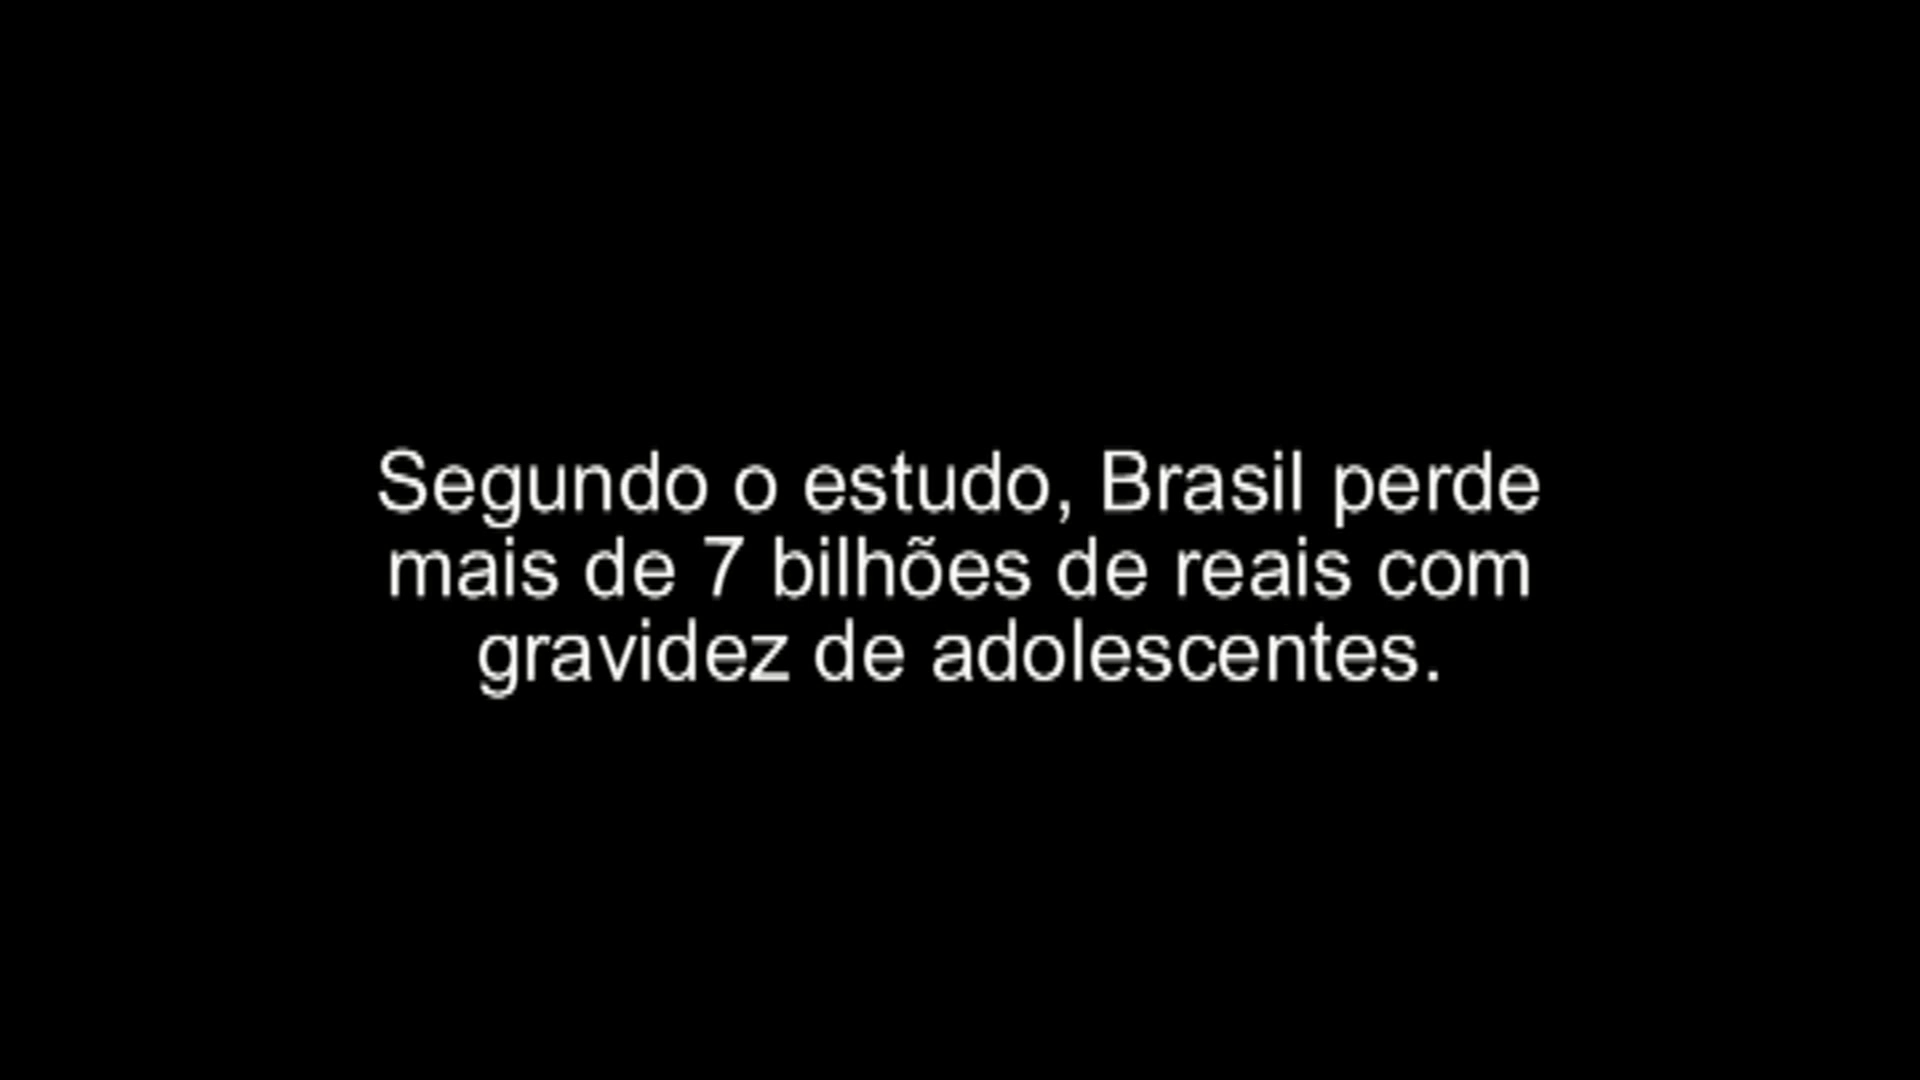 Segundo o estudo, Brasil perde
mais de 7 bilhões de reais com
gravidez de adolescentes.